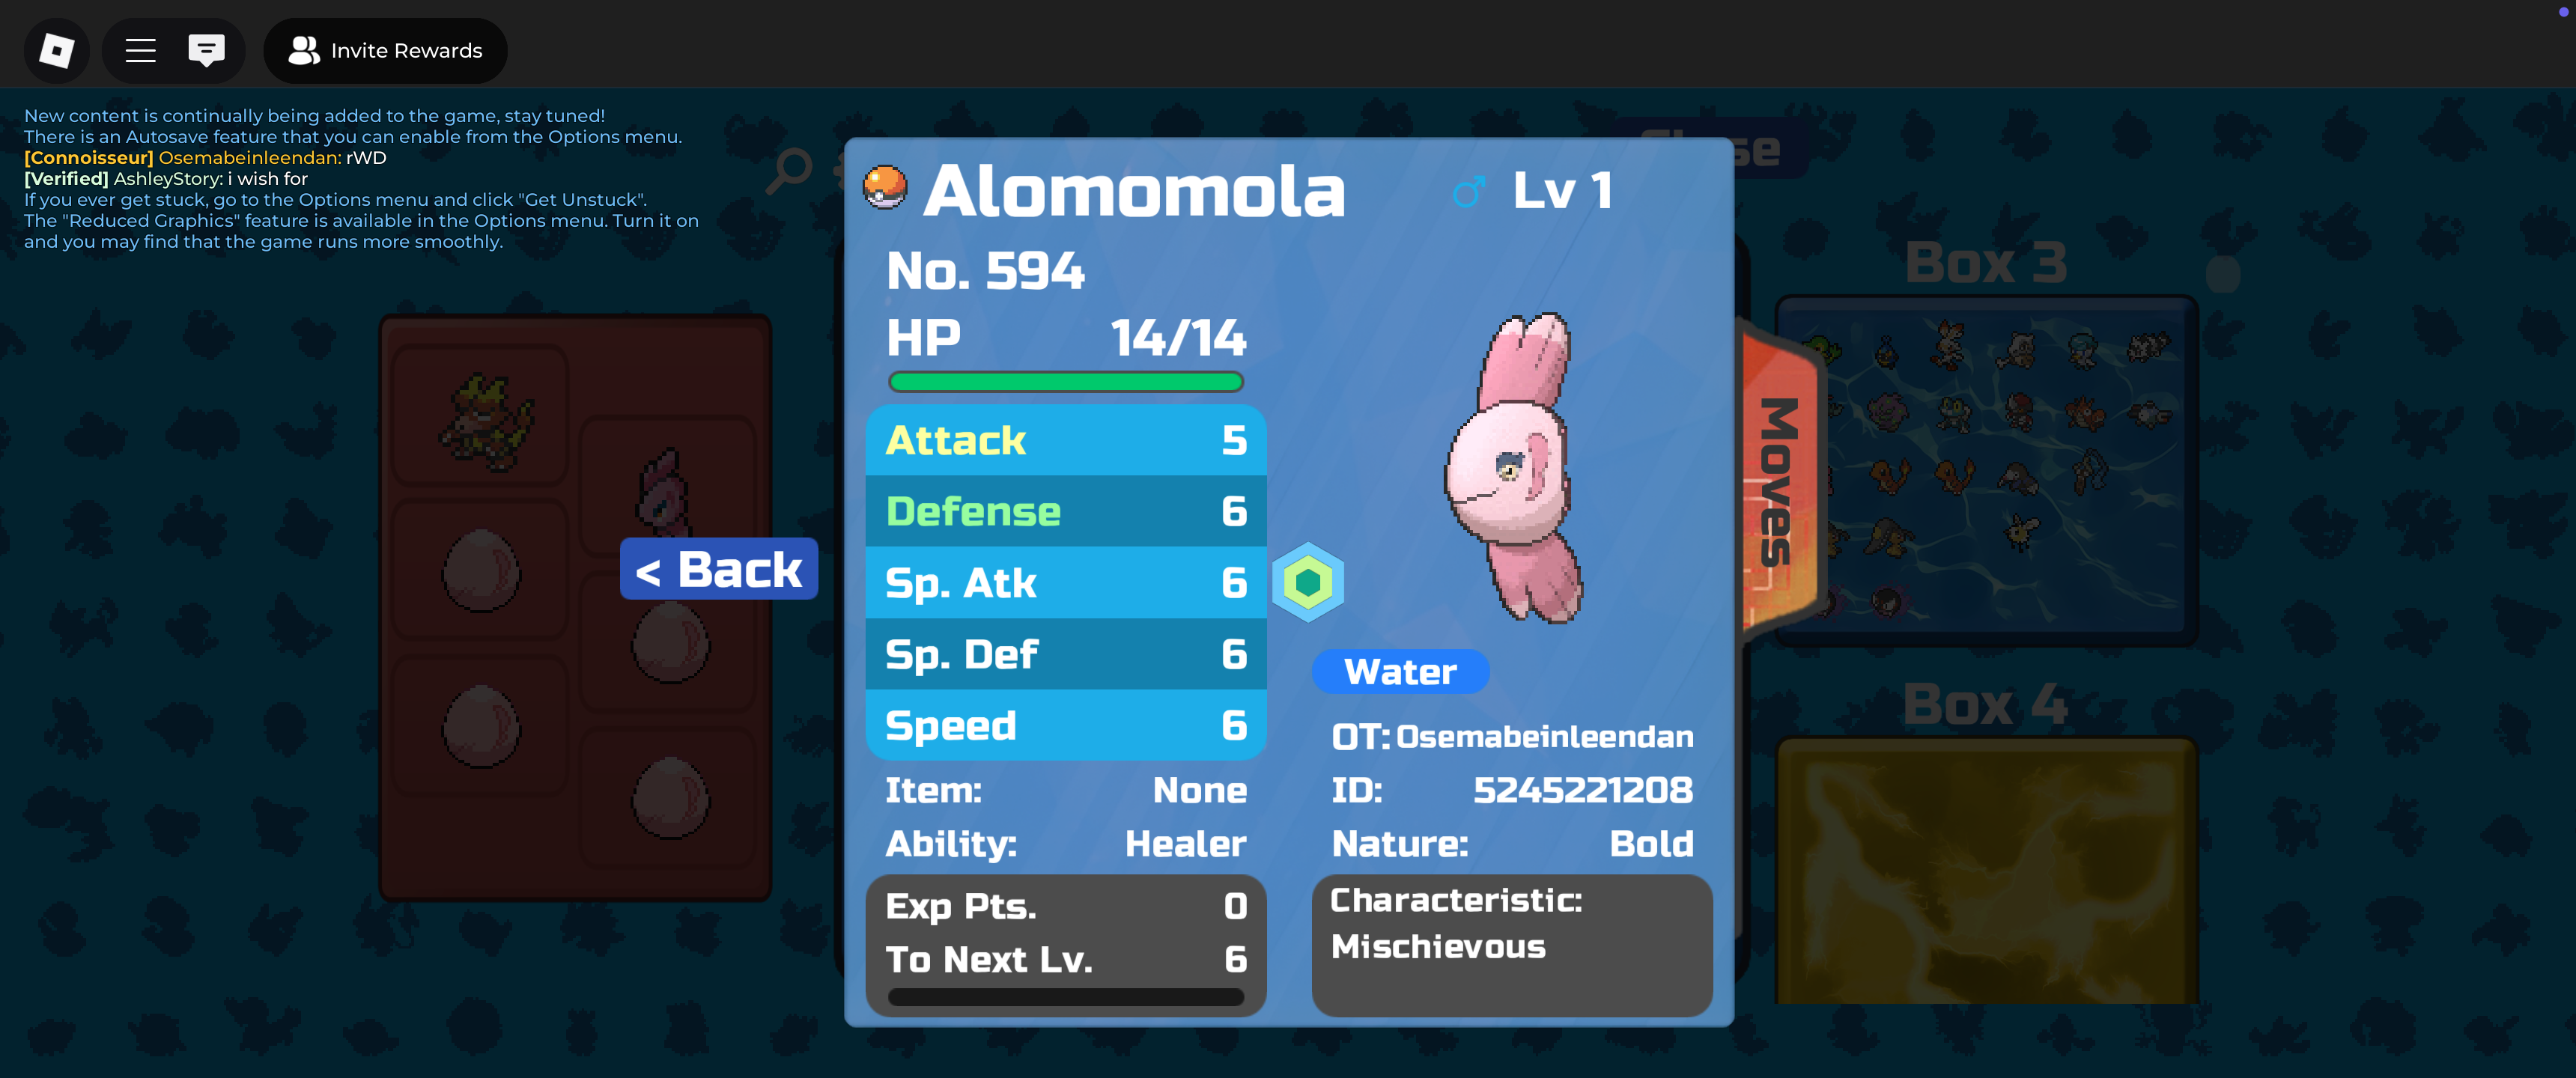 Invite Rewards
New content is continually being added to the game, stay tuned!
There is an Autosave feature that you can enable from the Options menu.
[Connoisseur] Osemabeinleendan: rWD
[Verified] AshleyStory: i wish for
If you ever get stuck, go to the Options menu and click "Get Unstuck".
The "Reduced Graphics" feature is available in the Options menu. Turn it on
and you may find that the game runs more smoothly.
Alomomola ♂ Lv 1
No. 594
HP 14/14
Attack 5
Defense 6
Sp. Atk 6
Sp. Def 6
Speed 6
Item: None
Ability: Healer
Exp Pts. 0
To Next Lv. 6
Water
OT: Osemabeinleendan
ID: 5245221208
Nature: Bold
Characteristic:
Mischievous
< Back
Moves
Box 3
Box 4